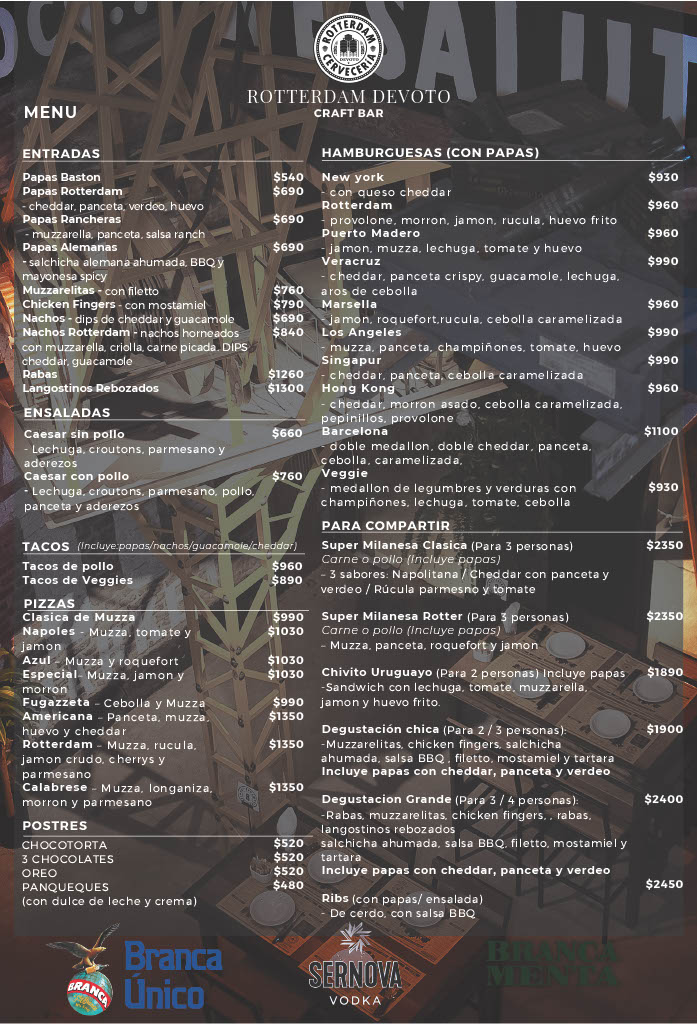 ROTTERDAM
CERVECERÍA
DEVOTO
ROTTERDAM DEVOTO
CRAFT BAR
MENU
ENTRADAS
Papas Baston $540
Papas Rotterdam $690
- cheddar, panceta, verdeo, huevo
Papas Rancheras $690
- muzzarella, panceta, salsa ranch
Papas Alemanas $690
- salchicha alemana ahumada, BBQ y
mayonesa spicy
Muzzarelitas - con filetto $760
Chicken Fingers - con mostamiel $790
Nachos - dips de cheddar y guacamole $690
Nachos Rotterdam - nachos horneados $840
con muzzarella, criolla, carne picada. DIPS
cheddar, guacamole
Rabas $1260
Langostinos Rebozados $1300
ENSALADAS
Caesar sin pollo $660
- Lechuga, croutons, parmesano y
aderezos
Caesar con pollo $760
- Lechuga, croutons, parmesano, pollo,
panceta y aderezos
TACOS (Incluye:papas/nachos/guacamole/cheddar)
Tacos de pollo $960
Tacos de Veggies $890
PIZZAS
Clasica de Muzza $990
Napoles - Muzza, tomate y $1030
jamon
Azul – Muzza y roquefort $1030
Especial– Muzza, jamon y $1030
morron
Fugazzeta – Cebolla y Muzza $990
Americana – Panceta, muzza, $1350
huevo y cheddar
Rotterdam – Muzza, rucula, $1350
jamon crudo, cherrys y
parmesano
Calabrese – Muzza, longaniza, $1350
morron y parmesano
POSTRES
CHOCOTORTA $520
3 CHOCOLATES $520
OREO $520
PANQUEQUES $480
(con dulce de leche y crema)
HAMBURGUESAS (CON PAPAS)
New york $930
- con queso cheddar
Rotterdam $960
- provolone, morron, jamon, rucula, huevo frito
Puerto Madero $960
- jamon, muzza, lechuga, tomate y huevo
Veracruz $990
- cheddar, panceta crispy, guacamole, lechuga,
aros de cebolla
Marsella $960
- jamon, roquefort,rucula, cebolla caramelizada
Los Angeles $990
- muzza, panceta, champiñones, tomate, huevo
Singapur $990
- cheddar, panceta, cebolla caramelizada
Hong Kong $960
- cheddar, morron asado, cebolla caramelizada,
pepinillos, provolone
Barcelona $1100
- doble medallon, doble cheddar, panceta,
cebolla, caramelizada,
Veggie
- medallon de legumbres y verduras con $930
champiñones, lechuga, tomate, cebolla
PARA COMPARTIR
Super Milanesa Clasica (Para 3 personas) $2350
Carne o pollo (Incluye papas)
– 3 sabores: Napolitana / Cheddar con panceta y
verdeo / Rúcula parmesno y tomate
Super Milanesa Rotter (Para 3 personas) $2350
Carne o pollo (Incluye papas)
– Muzza, panceta, roquefort y jamon
Chivito Uruguayo (Para 2 personas) Incluye papas $1890
-Sandwich con lechuga, tomate, muzzarella,
jamon y huevo frito.
Degustación chica (Para 2 / 3 personas): $1900
-Muzzarelitas, chicken fingers, salchicha
ahumada, salsa BBQ , filetto, mostamiel y tartara
Incluye papas con cheddar, panceta y verdeo
Degustacion Grande (Para 3 / 4 personas): $2400
-Rabas, muzzarelitas, chicken fingers, , rabas,
langostinos rebozados
salchicha ahumada, salsa BBQ, filetto, mostamiel y
tartara
Incluye papas con cheddar, panceta y verdeo
$2450
Ribs (con papas/ ensalada)
- De cerdo, con salsa BBQ
BRANCA
Branca
Único
SERNOVA
VODKA
BRANCA
MENTA